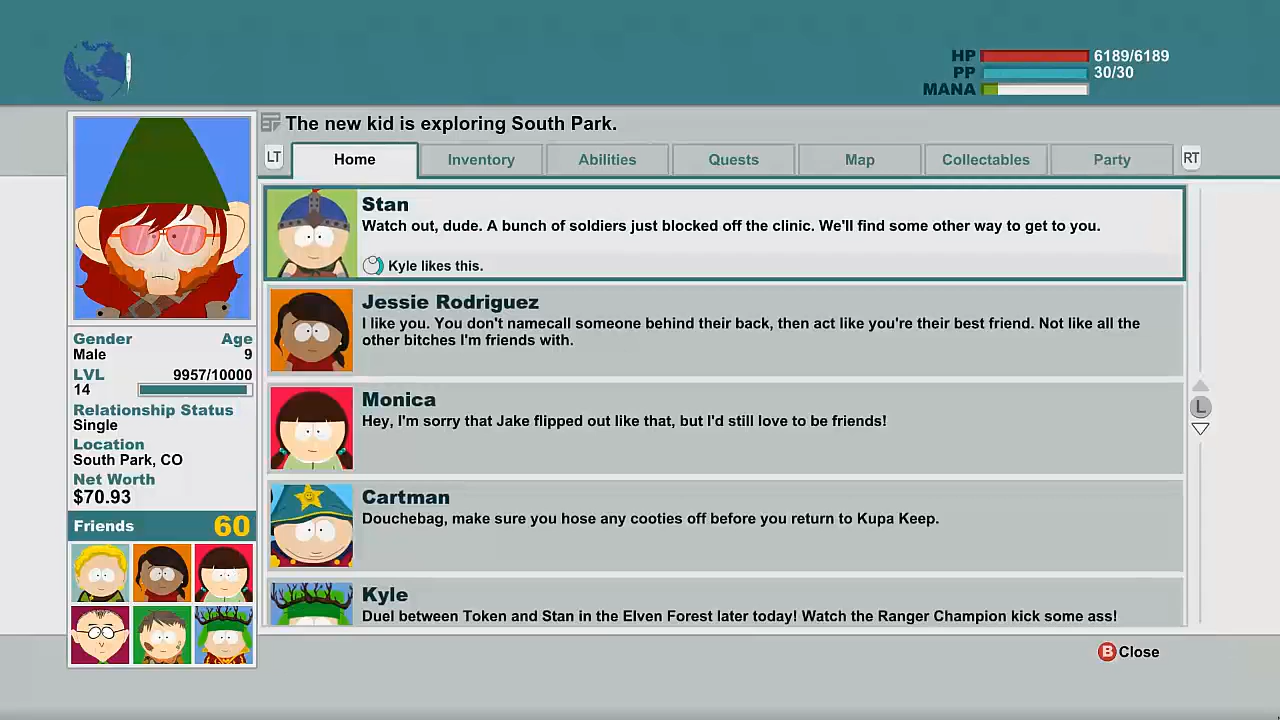 HP 6189/6189
PP 30/30
MANA
The new kid is exploring South Park.
LT Home Inventory Abilities Quests Map Collectables Party RT
Gender Age
Male 9
LVL 9957/10000
14
Relationship Status
Single
Location
South Park, CO
Net Worth
$70.93
Friends 60
Stan
Watch out, dude. A bunch of soldiers just blocked off the clinic. We'll find some other way to get to you.
Kyle likes this.
Jessie Rodriguez
I like you. You don't namecall someone behind their back, then act like you're their best friend. Not like all the
other bitches I'm friends with.
Monica
Hey, I'm sorry that Jake flipped out like that, but I'd still love to be friends!
Cartman
Douchebag, make sure you hose any cooties off before you return to Kupa Keep.
Kyle
Duel between Token and Stan in the Elven Forest later today! Watch the Ranger Champion kick some ass!
L
B Close